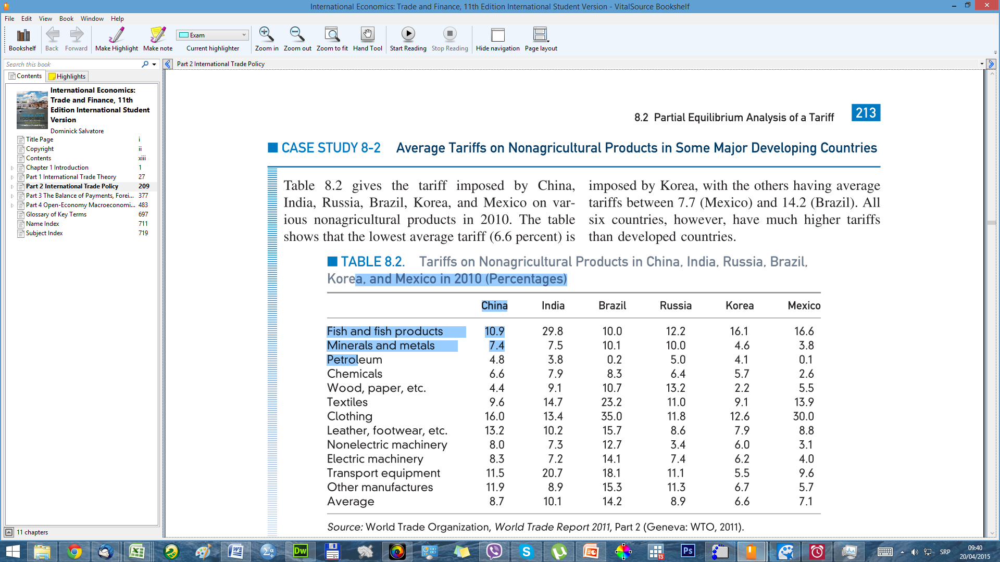 International Economics: Trade and Finance, 11th Edition International Student Version - VitalSource Bookshelf
File Edit View Book Window Help
Bookshelf Back Forward Make Highlight Make note Exam Current highlighter Zoom in Zoom out Zoom to fit Hand Tool Start Reading Stop Reading Hide navigation Page layout
Search this book
Part 2 International Trade Policy
Contents Highlights
International Economics:
Trade and Finance, 11th
Edition International Student
Version
Dominick Salvatore
Title Page i
Copyright ii
Contents xiii
Chapter 1 Introduction 1
Part 1 International Trade Theory 27
Part 2 International Trade Policy 209
Part 3 The Balance of Payments, Forei... 377
Part 4 Open-Economy Macroeconomi... 483
Glossary of Key Terms 697
Name Index 711
Subject Index 719
11 chapters
8.2 Partial Equilibrium Analysis of a Tariff 213
CASE STUDY 8-2 Average Tariffs on Nonagricultural Products in Some Major Developing Countries
Table 8.2 gives the tariff imposed by China,
India, Russia, Brazil, Korea, and Mexico on var-
ious nonagricultural products in 2010. The table
shows that the lowest average tariff (6.6 percent) is
imposed by Korea, with the others having average
tariffs between 7.7 (Mexico) and 14.2 (Brazil). All
six countries, however, have much higher tariffs
than developed countries.
TABLE 8.2. Tariffs on Nonagricultural Products in China, India, Russia, Brazil,
Korea, and Mexico in 2010 (Percentages)
China India Brazil Russia Korea Mexico
Fish and fish products 10.9 29.8 10.0 12.2 16.1 16.6
Minerals and metals 7.4 7.5 10.1 10.0 4.6 3.8
Petroleum 4.8 3.8 0.2 5.0 4.1 0.1
Chemicals 6.6 7.9 8.3 6.4 5.7 2.6
Wood, paper, etc. 4.4 9.1 10.7 13.2 2.2 5.5
Textiles 9.6 14.7 23.2 11.0 9.1 13.9
Clothing 16.0 13.4 35.0 11.8 12.6 30.0
Leather, footwear, etc. 13.2 10.2 15.7 8.6 7.9 8.8
Nonelectric machinery 8.0 7.3 12.7 3.4 6.0 3.1
Electric machinery 8.3 7.2 14.1 7.4 6.2 4.0
Transport equipment 11.5 20.7 18.1 11.1 5.5 9.6
Other manufactures 11.9 8.9 15.3 11.3 6.7 5.7
Average 8.7 10.1 14.2 8.9 6.6 7.1
Source: World Trade Organization, World Trade Report 2011, Part 2 (Geneva: WTO, 2011).
Dw
Ps
13
SRP
09:40
20/04/2015